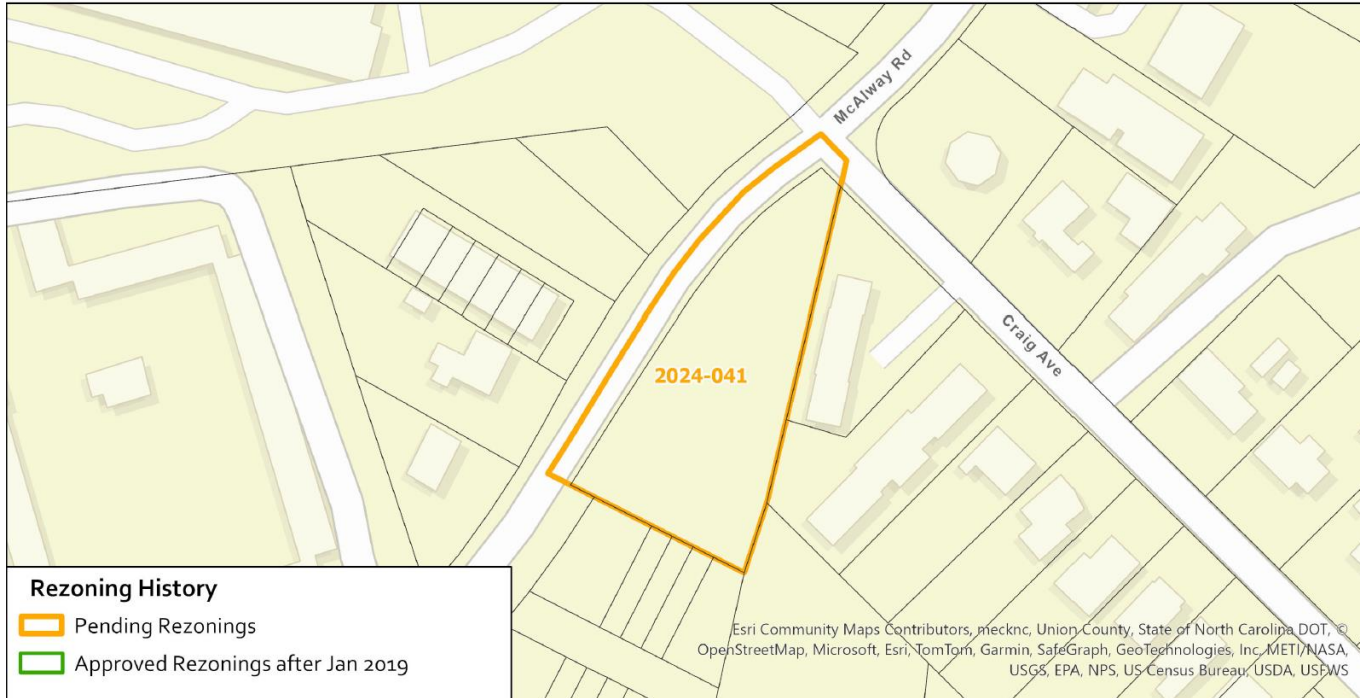 McAlway Rd
2024-041
Craig Ave
Rezoning History
Pending Rezonings
Approved Rezonings after Jan 2019
Esri Community Maps Contributors, mecknc, Union County, State of North Carolina DOT, ©
OpenStreetMap, Microsoft, Esri, TomTom, Garmin, SafeGraph, GeoTechnologies, Inc, METI/NASA,
USGS, EPA, NPS, US Census Bureau, USDA, USFWS